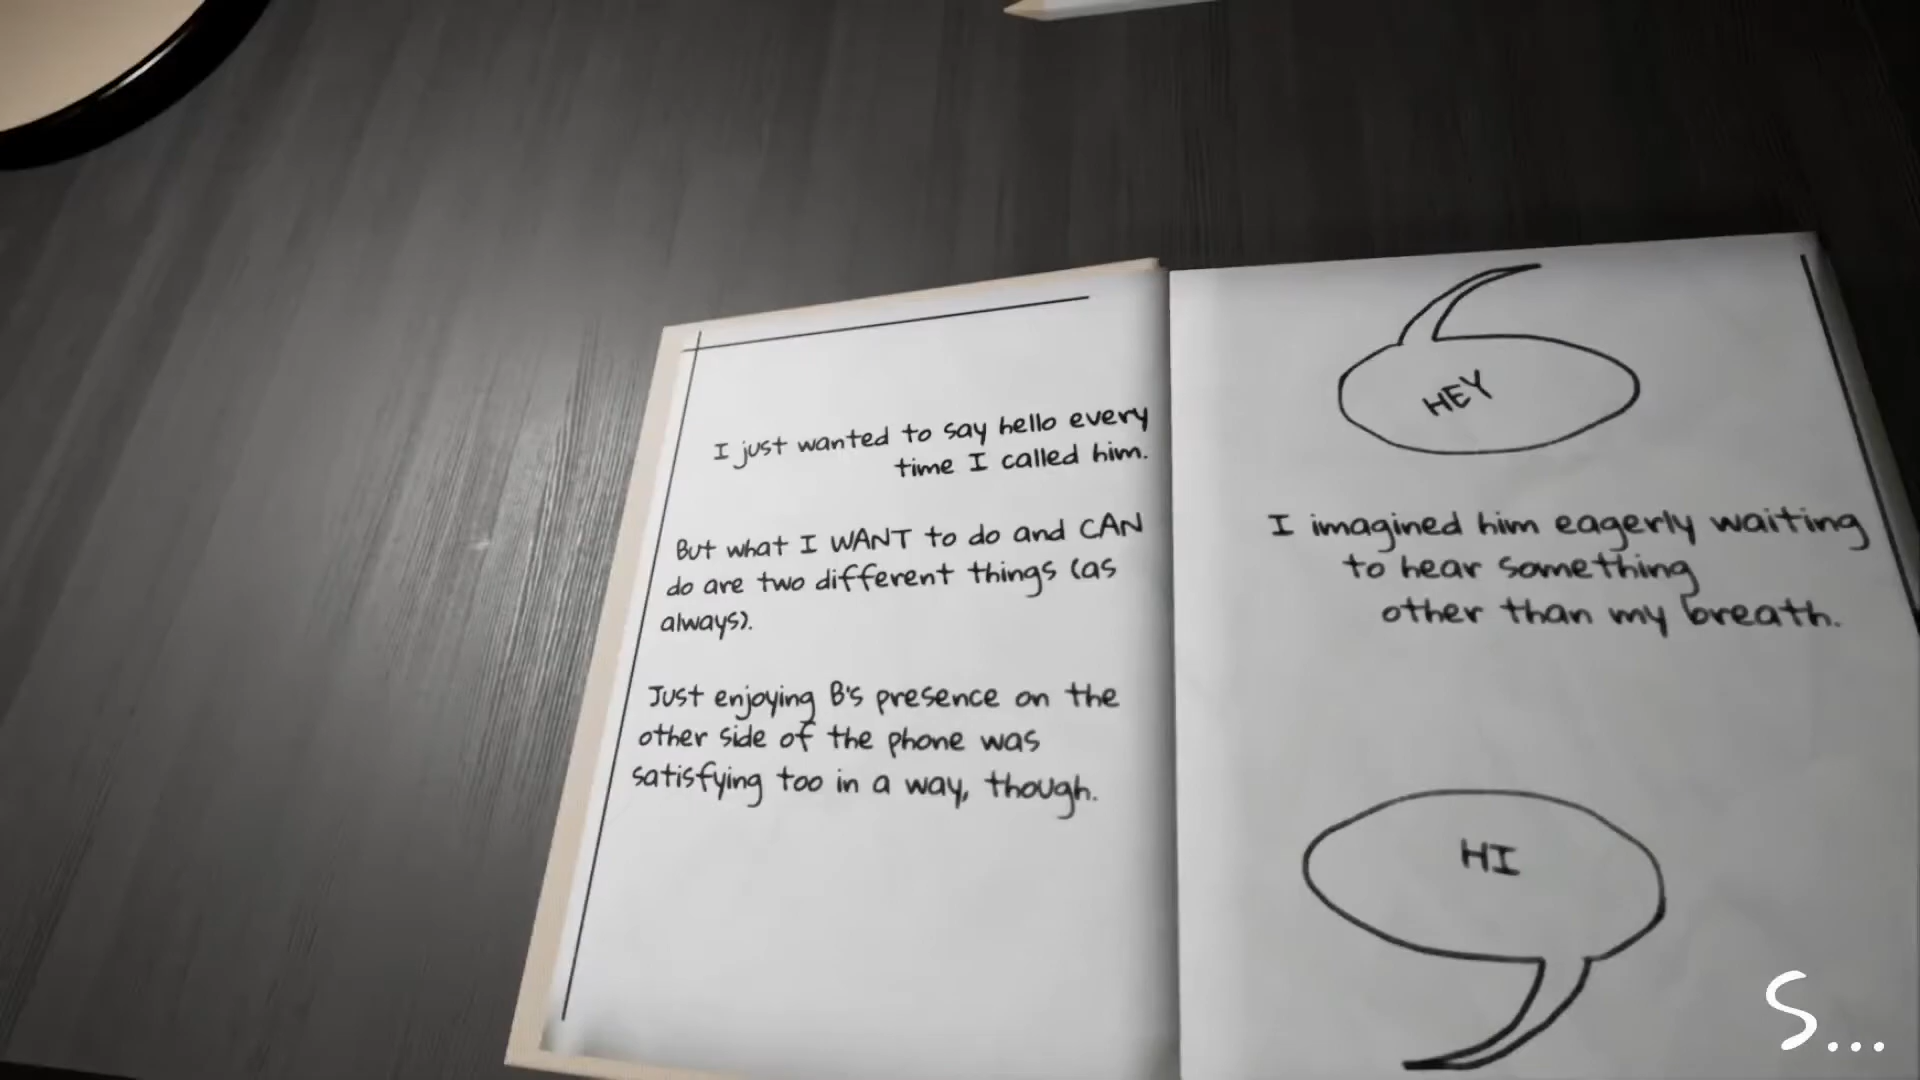 I just wanted to say hello every
time I called him.
But what I WANT to do and CAN
do are two different things (as
always).
Just enjoying B's presence on the
other side of the phone was
satisfying too in a way, though.
HEY
I imagined him eagerly waiting
to hear something
other than my breath.
HI
S...